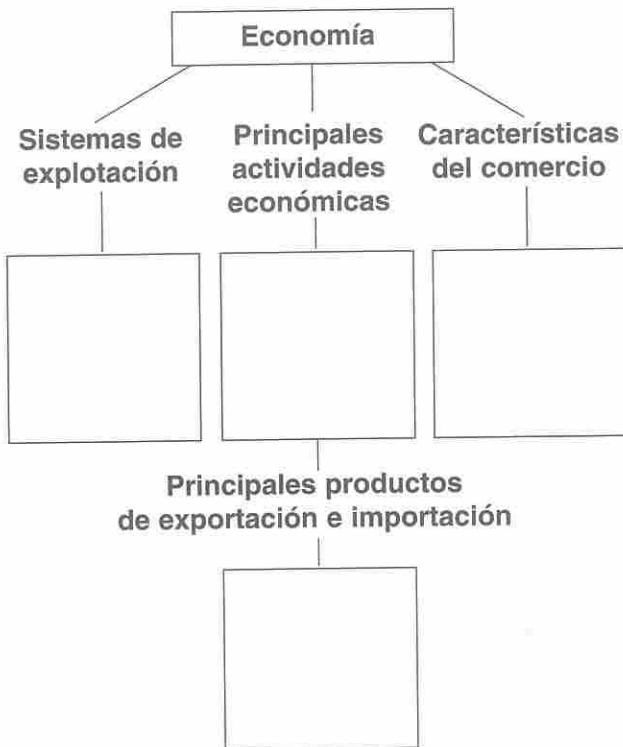 Economía
Sistemas de
explotación
Principales
actividades
económicas
Características
del comercio
Principales productos
de exportación e importación